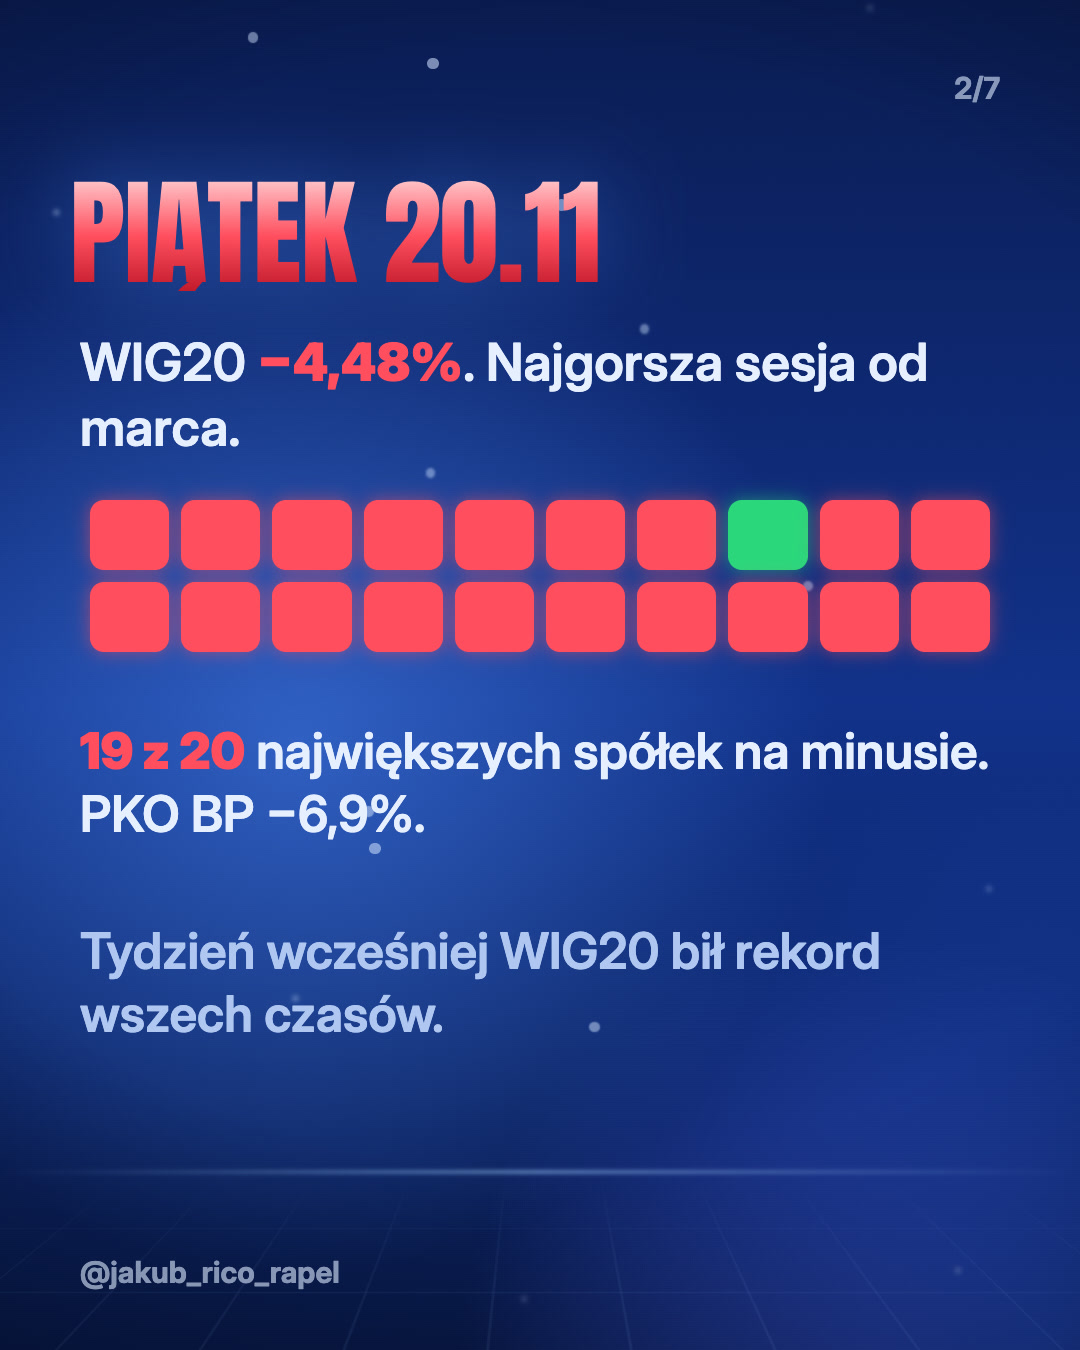 2/7
PIĄTEK 20.11
WIG20 −4,48%. Najgorsza sesja od
marca.
19 z 20 największych spółek na minusie.
PKO BP −6,9%.
Tydzień wcześniej WIG20 bił rekord
wszech czasów.
@jakub_rico_rapel